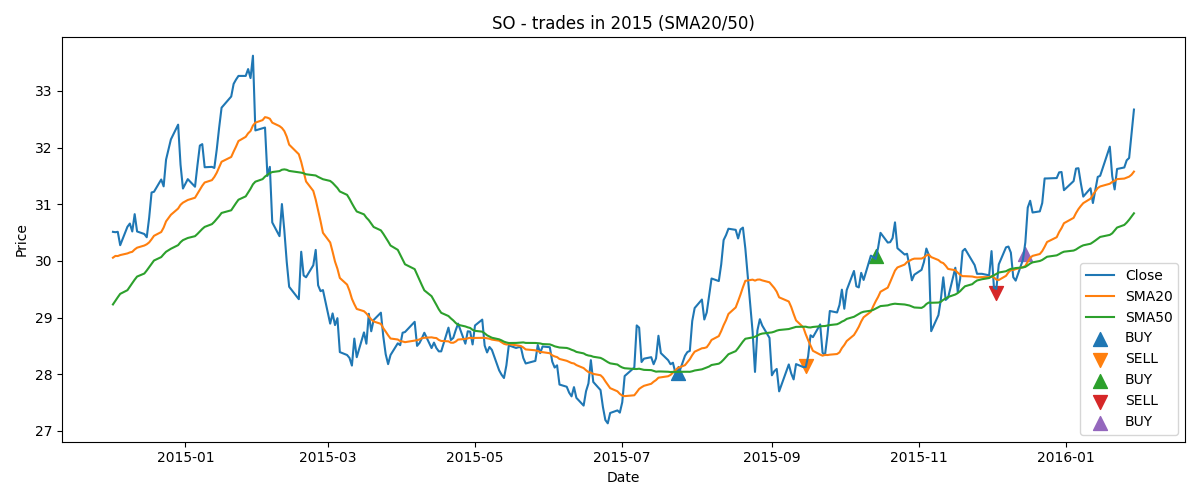 SO - trades in 2015 (SMA20/50)
Price
33
32
31
30
29
28
27
Close
SMA20
SMA50
BUY
SELL
BUY
SELL
BUY
2015-01 2015-03 2015-05 2015-07 2015-09 2015-11 2016-01
Date